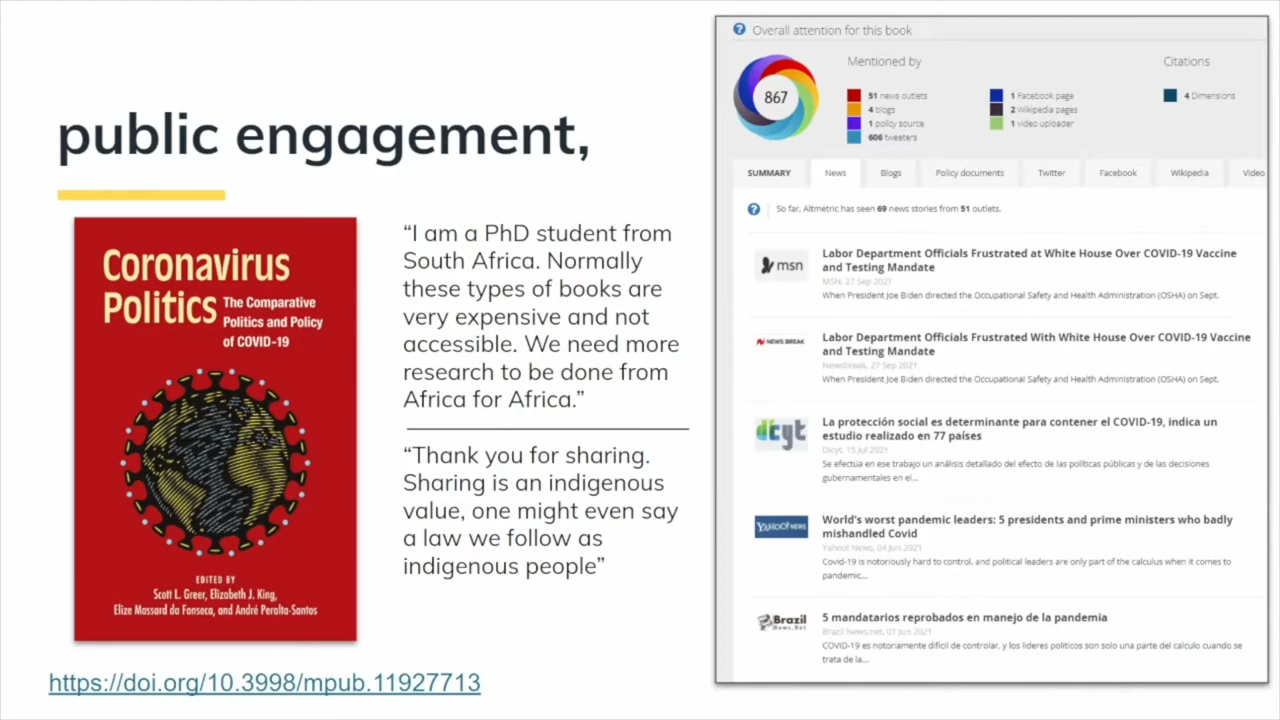 public engagement,
Coronavirus
Politics
The Comparative
Politics and Policy
of COVID-19
EDITED BY
Scott L. Greer, Elizabeth J. King,
Elize Massard da Fonseca, and André Peralta-Santos
“I am a PhD student from
South Africa. Normally
these types of books are
very expensive and not
accessible. We need more
research to be done from
Africa for Africa.”
“Thank you for sharing.
Sharing is an indigenous
value, one might even say
a law we follow as
indigenous people”
https://doi.org/10.3998/mpub.11927713
? Overall attention for this book
867
Mentioned by
51 news outlets
4 blogs
1 policy source
606 tweeters
1 Facebook page
2 Wikipedia pages
1 video uploader
Citations
4 Dimensions
SUMMARY News Blogs Policy documents Twitter Facebook Wikipedia Video
? So far, Altmetric has seen 69 news stories from 51 outlets.
msn
Labor Department Officials Frustrated at White House Over COVID-19 Vaccine
and Testing Mandate
MSN, 27 Sep 2021
When President Joe Biden directed the Occupational Safety and Health Administration (OSHA) on Sept.
NEWS BREAK
Labor Department Officials Frustrated With White House Over COVID-19 Vaccine
and Testing Mandate
Newsbreak, 27 Sep 2021
When President Joe Biden directed the Occupational Safety and Health Administration (OSHA) on Sept.
dicyt
La protección social es determinante para contener el COVID-19, indica un
estudio realizado en 77 países
Dicyt, 15 Jul 2021
Se efectúa en ese trabajo un análisis detallado del efecto de las políticas públicas y de las decisiones
gubernamentales en el...
YAHOO! NEWS
World's worst pandemic leaders: 5 presidents and prime ministers who badly
mishandled Covid
Yahoo! News, 04 Jun 2021
Covid-19 is notoriously hard to control, and political leaders are only part of the calculus when it comes to
pandemic...
Brazil
News.Net
5 mandatarios reprobados en manejo de la pandemia
Brazil News.net, 03 Jun 2021
COVID-19 es notoriamente difícil de controlar, y los líderes políticos son solo una parte del calculo cuando se
trata de la...